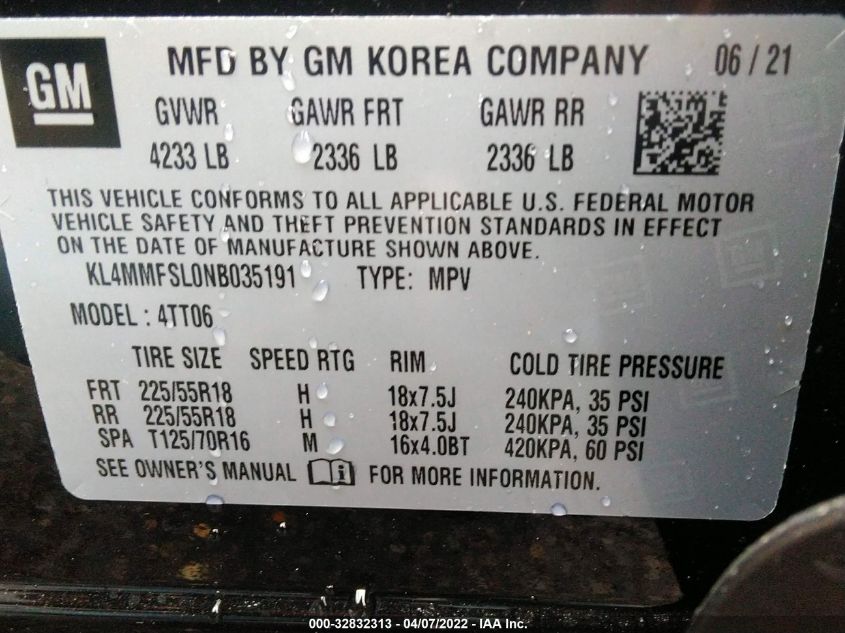 GM
MFD BY GM KOREA COMPANY 06 / 21
GVWR GAWR FRT GAWR RR
4233 LB 2336 LB 2336 LB
THIS VEHICLE CONFORMS TO ALL APPLICABLE U.S. FEDERAL MOTOR
VEHICLE SAFETY AND THEFT PREVENTION STANDARDS IN EFFECT
ON THE DATE OF MANUFACTURE SHOWN ABOVE.
KL4MMFSL0NB035191 TYPE: MPV
MODEL : 4TT06
TIRE SIZE SPEED RTG RIM COLD TIRE PRESSURE
FRT 225/55R18 H 18x7.5J 240KPA, 35 PSI
RR 225/55R18 H 18x7.5J 240KPA, 35 PSI
SPA T125/70R16 M 16x4.0BT 420KPA, 60 PSI
SEE OWNER'S MANUAL FOR MORE INFORMATION.
000-32832313 - 04/07/2022 - IAA Inc.